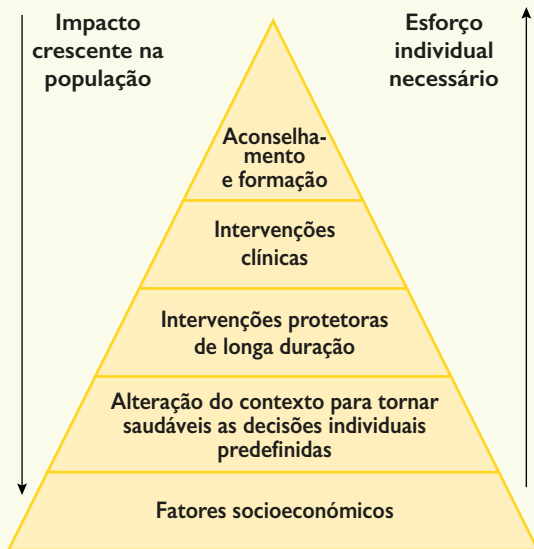 Impacto
crescente na
população
Esforço
individual
necessário
Aconselha-
mento
e formação
Intervenções
clínicas
Intervenções protetoras
de longa duração
Alteração do contexto para tornar
saudáveis as decisões individuais
predefinidas
Fatores socioeconómicos